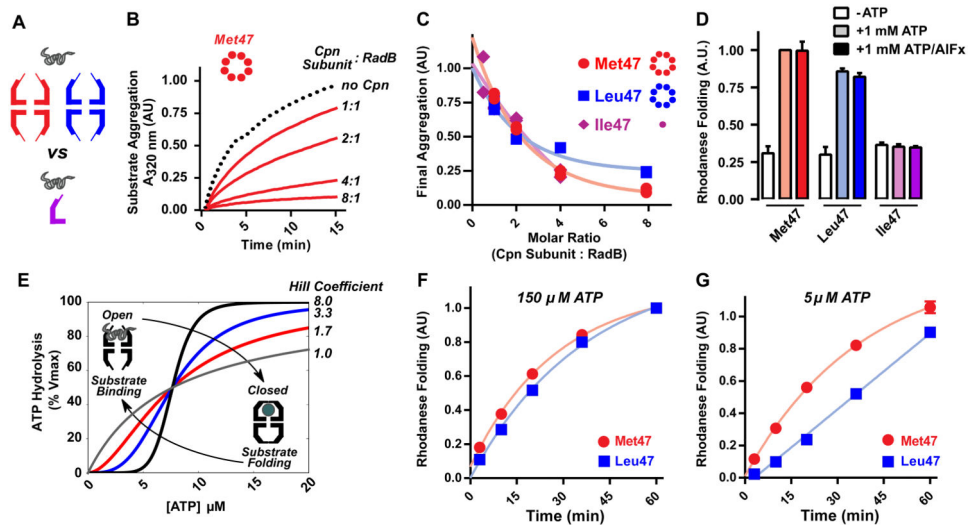 A
vs
B
Met47
Cpn
Subunit : RadB
no Cpn
1:1
2:1
4:1
8:1
1.00
0.75
0.50
0.25
0.00
Substrate Aggregation
A320 nm (AU)
0
5
10
15
Time (min)
C
Met47
Leu47
Ile47
1.00
0.75
0.50
0.25
0.00
Final Aggregation (AU)
0
2
4
6
8
Molar Ratio
(Cpn Subunit : RadB)
D
-ATP
+1 mM ATP
+1 mM ATP/AlFx
1.00
0.75
0.50
0.25
0.00
Rhodanese Folding (A.U.)
Met47
Leu47
Ile47
E
Hill Coefficient
8.0
3.3
1.7
1.0
Open
Substrate
Binding
Closed
Substrate
Folding
100
80
60
40
20
0
ATP Hydrolysis
(% Vmax)
0
5
10
15
20
[ATP] µM
F
150 µM ATP
1.0
0.8
0.6
0.4
0.2
0.0
Rhodanese Folding (AU)
Met47
Leu47
0
15
30
45
60
Time (min)
G
5µM ATP
1.0
0.8
0.6
0.4
0.2
0.0
Rhodanese Folding (AU)
Met47
Leu47
0
15
30
45
60
Time (min)